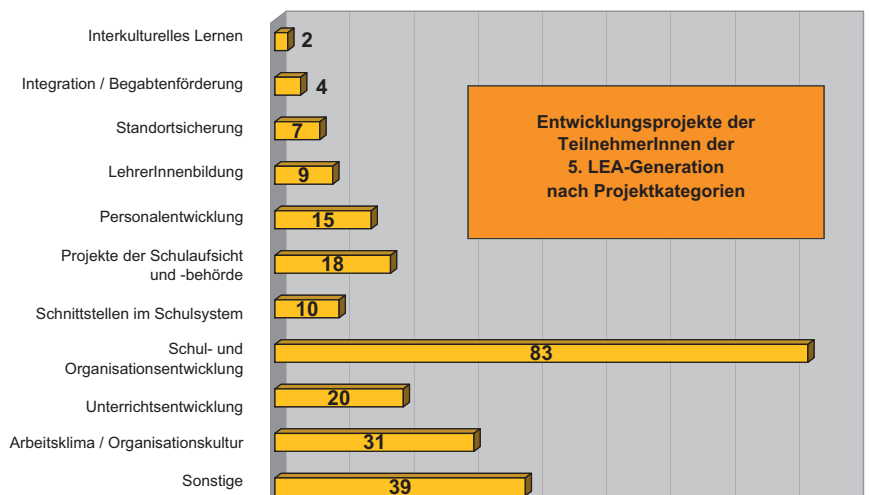 Interkulturelles Lernen 2
Integration / Begabtenförderung 4
Entwicklungsprojekte der
TeilnehmerInnen der
5. LEA-Generation
nach Projektkategorien
Standortsicherung 7
LehrerInnenbildung 9
Personalentwicklung 15
Projekte der Schulaufsicht
und -behörde 18
Schnittstellen im Schulsystem 10
Schul- und
Organisationsentwicklung 83
Unterrichtsentwicklung 20
Arbeitsklima / Organisationskultur 31
Sonstige 39